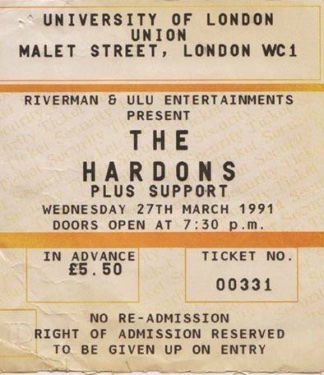 UNIVERSITY OF LONDON
UNION
MALET STREET, LONDON WC1
RIVERMAN & ULU ENTERTAINMENTS
PRESENT
THE
HARDONS
PLUS SUPPORT
WEDNESDAY 27TH MARCH 1991
DOORS OPEN AT 7:30 p.m.
IN ADVANCE
£5.50
TICKET NO.
00331
NO RE-ADMISSION
RIGHT OF ADMISSION RESERVED
TO BE GIVEN UP ON ENTRY